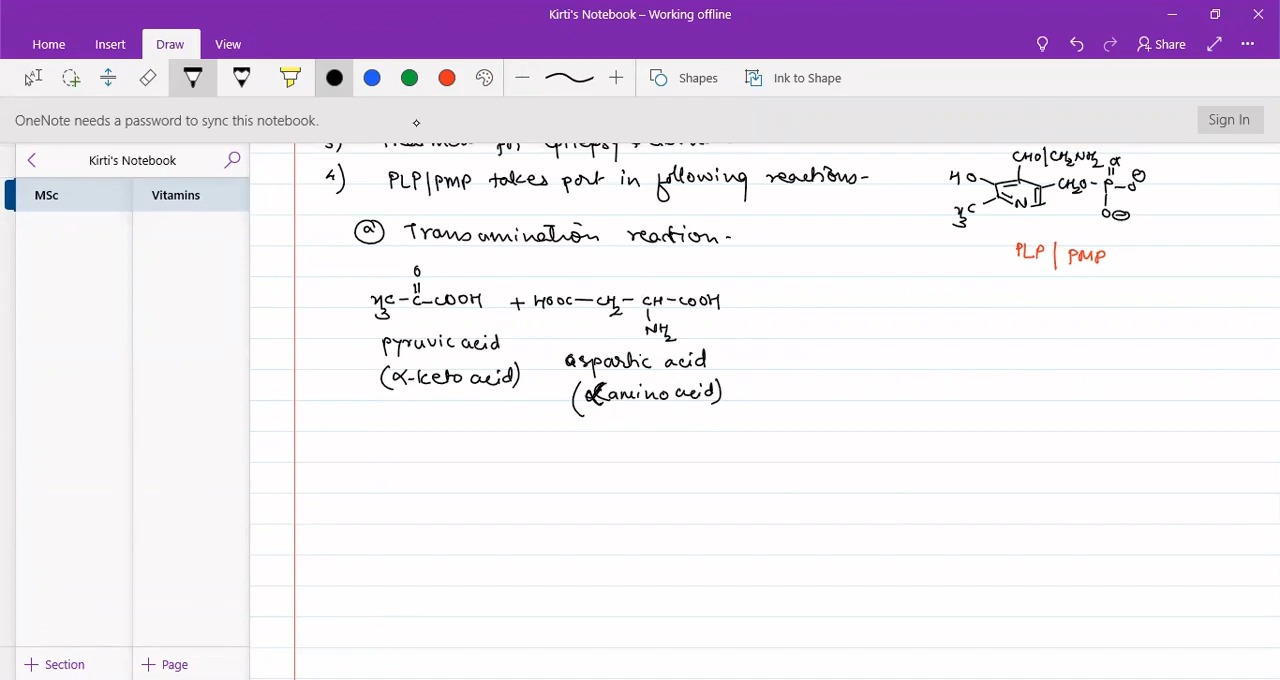 Kirti's Notebook – Working offline
Home Insert Draw View
Share
Shapes
Ink to Shape
OneNote needs a password to sync this notebook.
Sign In
Kirti's Notebook
MSc
Vitamins
for epilepsy
4) PLP/PMP takes part in following reactions-
(a) Transamination reaction-
O
H3C-C-COOH + HOOC-CH2-CH-COOH
NH2
pyruvic acid
(α-keto acid)
aspartic acid
(α amino acid)
CHO/CH2NH2
HO
CH2O-P-O⊖
H3C
N
O⊖
PLP/PMP
+ Section
+ Page